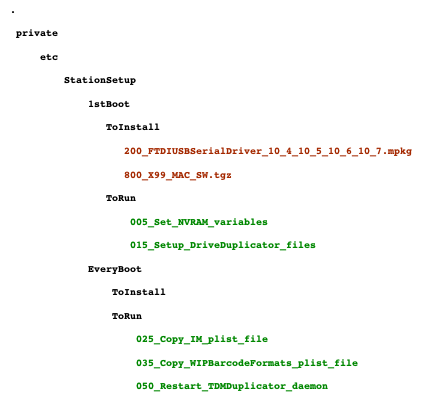 .
private
etc
StationSetup
1stBoot
ToInstall
200_FTDIUSBSerialDriver_10_4_10_5_10_6_10_7.mpkg
800_X99_MAC_SW.tgz
ToRun
005_Set_NVRAM_variables
015_Setup_DriveDuplicator_files
EveryBoot
ToInstall
ToRun
025_Copy_IM_plist_file
035_Copy_WIPBarcodeFormats_plist_file
050_Restart_TDMDuplicator_daemon